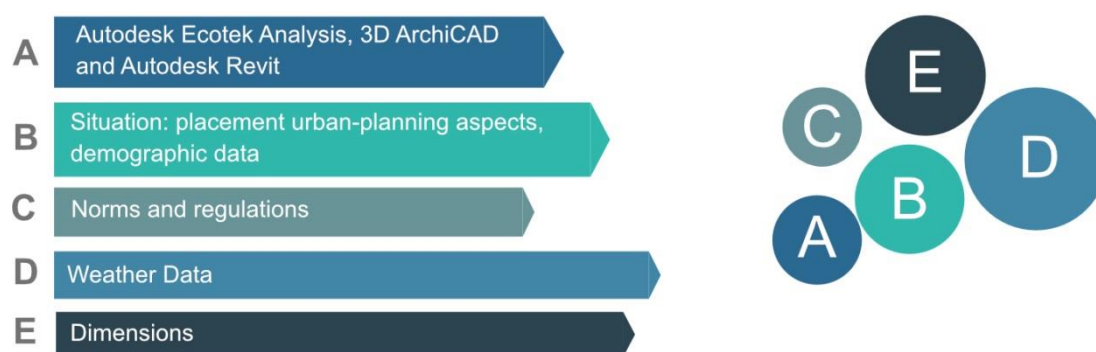 A
Autodesk Ecotek Analysis, 3D ArchiCAD
and Autodesk Revit
B
Situation: placement urban-planning aspects,
demographic data
C
Norms and regulations
D
Weather Data
E
Dimensions
E
C
D
B
A